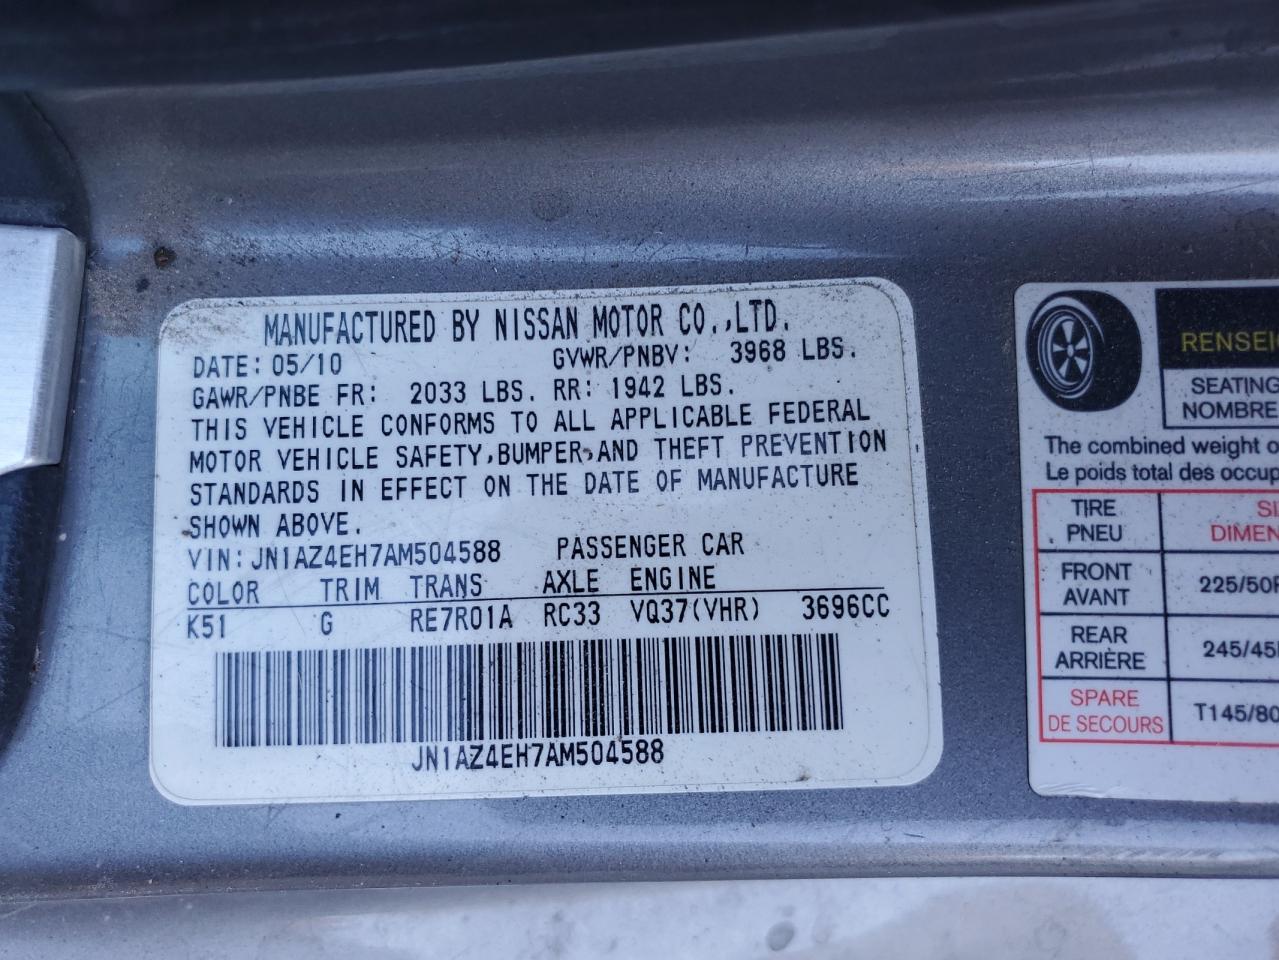 MANUFACTURED BY NISSAN MOTOR CO.,LTD.
DATE: 05/10 GVWR/PNBV: 3968 LBS.
GAWR/PNBE FR: 2033 LBS. RR: 1942 LBS.
THIS VEHICLE CONFORMS TO ALL APPLICABLE FEDERAL
MOTOR VEHICLE SAFETY,BUMPER,AND THEFT PREVENTION
STANDARDS IN EFFECT ON THE DATE OF MANUFACTURE
SHOWN ABOVE.
VIN: JN1AZ4EH7AM504588 PASSENGER CAR
COLOR TRIM TRANS AXLE ENGINE
K51 G RE7R01A RC33 VQ37(VHR) 3696CC
JN1AZ4EH7AM504588
SEATING
NOMBRE
The combined weight
Le poids total des
TIRE
PNEU
FRONT
AVANT
225/50
REAR
ARRIÈRE
245/45
SPARE
DE SECOURS
T145/80